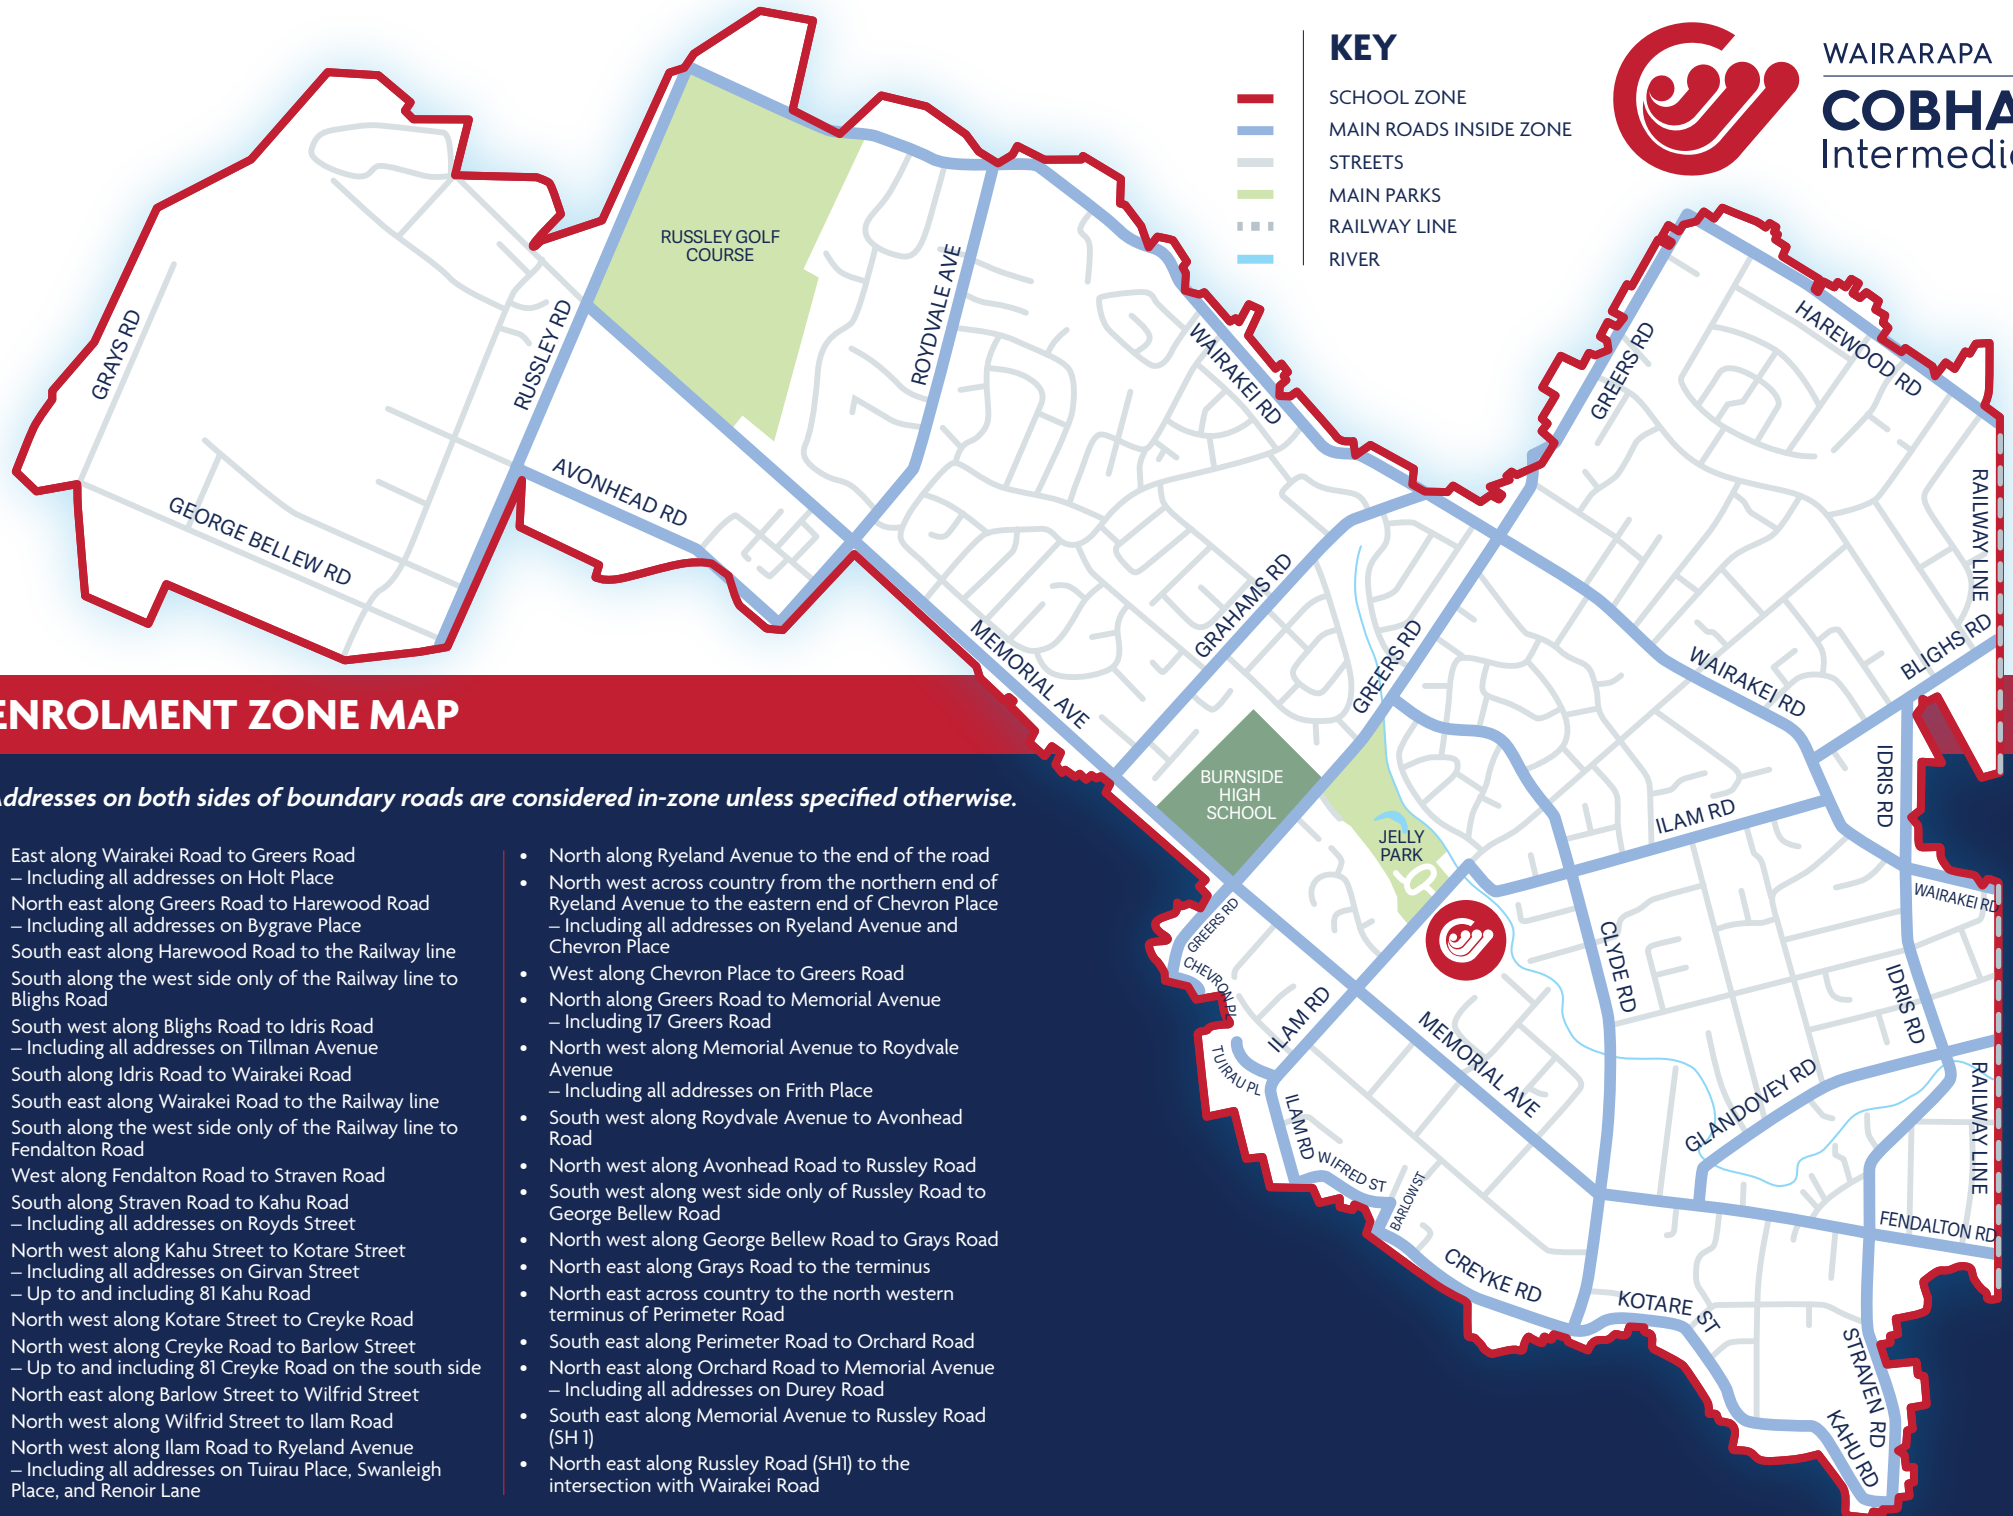 KEY
SCHOOL ZONE
MAIN ROADS INSIDE ZONE
STREETS
MAIN PARKS
RAILWAY LINE
RIVER
WAIRARAPA
COBHA
Intermedi
RUSSLEY GOLF
COURSE
GRAYS RD
RUSSLEY RD
ROYDVALE AVE
WAIRAKEI RD
GREERS RD
HAREWOOD RD
AVONHEAD RD
GEORGE BELLEW RD
RAILWAY LINE
GRAHAMS RD
MEMORIAL AVE
GREERS RD
WAIRAKEI RD
BLIGHS RD
IDRIS RD
BURNSIDE
HIGH
SCHOOL
JELLY
PARK
ILAM RD
WAIRAKEI RD
GREERS RD
CHEVRON PL
CLYDE RD
IDRIS RD
ILAM RD
MEMORIAL AVE
TUIRAU PL
GLANDOVEY RD
RAILWAY LINE
ILAM RD
WIFRED ST
BARLOW ST
FENDALTON RD
CREYKE RD
KOTARE ST
STRAVEN RD
KAHU RD
ENROLMENT ZONE MAP
Addresses on both sides of boundary roads are considered in-zone unless specified otherwise.
East along Wairakei Road to Greers Road
– Including all addresses on Holt Place
North east along Greers Road to Harewood Road
– Including all addresses on Bygrave Place
South east along Harewood Road to the Railway line
South along the west side only of the Railway line to
Blighs Road
South west along Blighs Road to Idris Road
– Including all addresses on Tillman Avenue
South along Idris Road to Wairakei Road
South east along Wairakei Road to the Railway line
South along the west side only of the Railway line to
Fendalton Road
West along Fendalton Road to Straven Road
South along Straven Road to Kahu Road
– Including all addresses on Royds Street
North west along Kahu Street to Kotare Street
– Including all addresses on Girvan Street
– Up to and including 81 Kahu Road
North west along Kotare Street to Creyke Road
North west along Creyke Road to Barlow Street
– Up to and including 81 Creyke Road on the south side
North east along Barlow Street to Wilfrid Street
North west along Wilfrid Street to Ilam Road
North west along Ilam Road to Ryeland Avenue
– Including all addresses on Tuirau Place, Swanleigh
Place, and Renoir Lane
• North along Ryeland Avenue to the end of the road
• North west across country from the northern end of
Ryeland Avenue to the eastern end of Chevron Place
– Including all addresses on Ryeland Avenue and
Chevron Place
• West along Chevron Place to Greers Road
• North along Greers Road to Memorial Avenue
– Including 17 Greers Road
• North west along Memorial Avenue to Roydvale
Avenue
– Including all addresses on Frith Place
• South west along Roydvale Avenue to Avonhead
Road
• North west along Avonhead Road to Russley Road
• South west along west side only of Russley Road to
George Bellew Road
• North west along George Bellew Road to Grays Road
• North east along Grays Road to the terminus
• North east across country to the north western
terminus of Perimeter Road
• South east along Perimeter Road to Orchard Road
• North east along Orchard Road to Memorial Avenue
– Including all addresses on Durey Road
• South east along Memorial Avenue to Russley Road
(SH 1)
• North east along Russley Road (SH1) to the
intersection with Wairakei Road